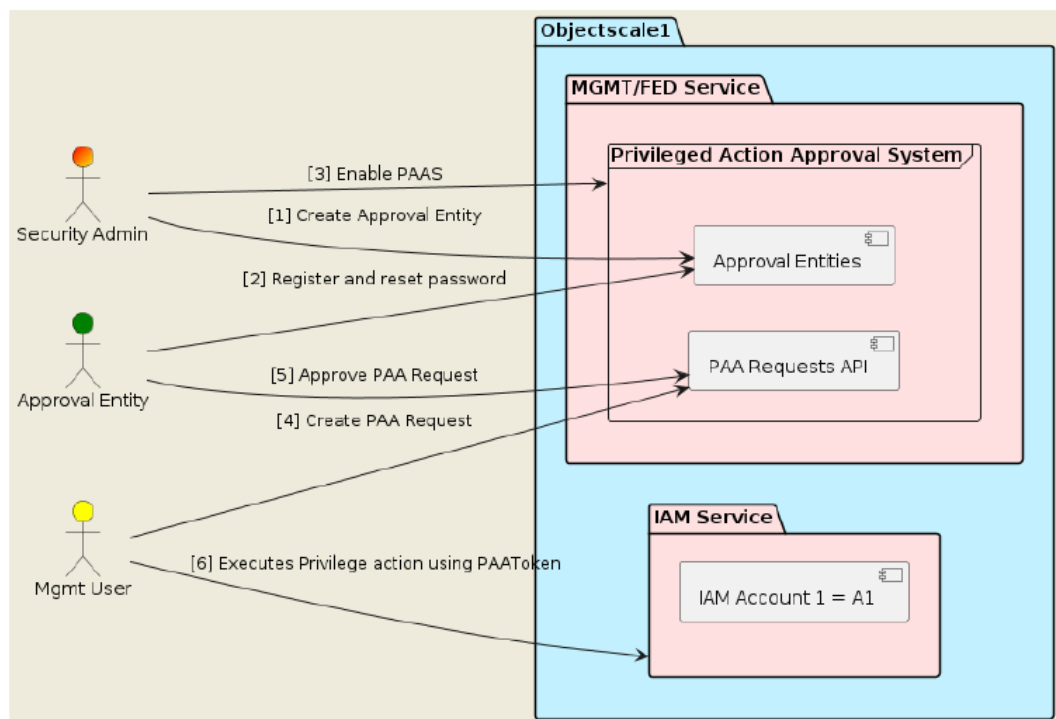 Objectscale1
MGMT/FED Service
Privileged Action Approval System
[3] Enable PAAS
[1] Create Approval Entity
Security Admin
Approval Entities
[2] Register and reset password
PAA Requests API
[5] Approve PAA Request
Approval Entity
[4] Create PAA Request
IAM Service
[6] Executes Privilege action using PAAToken
Mgmt User
IAM Account 1 = A1